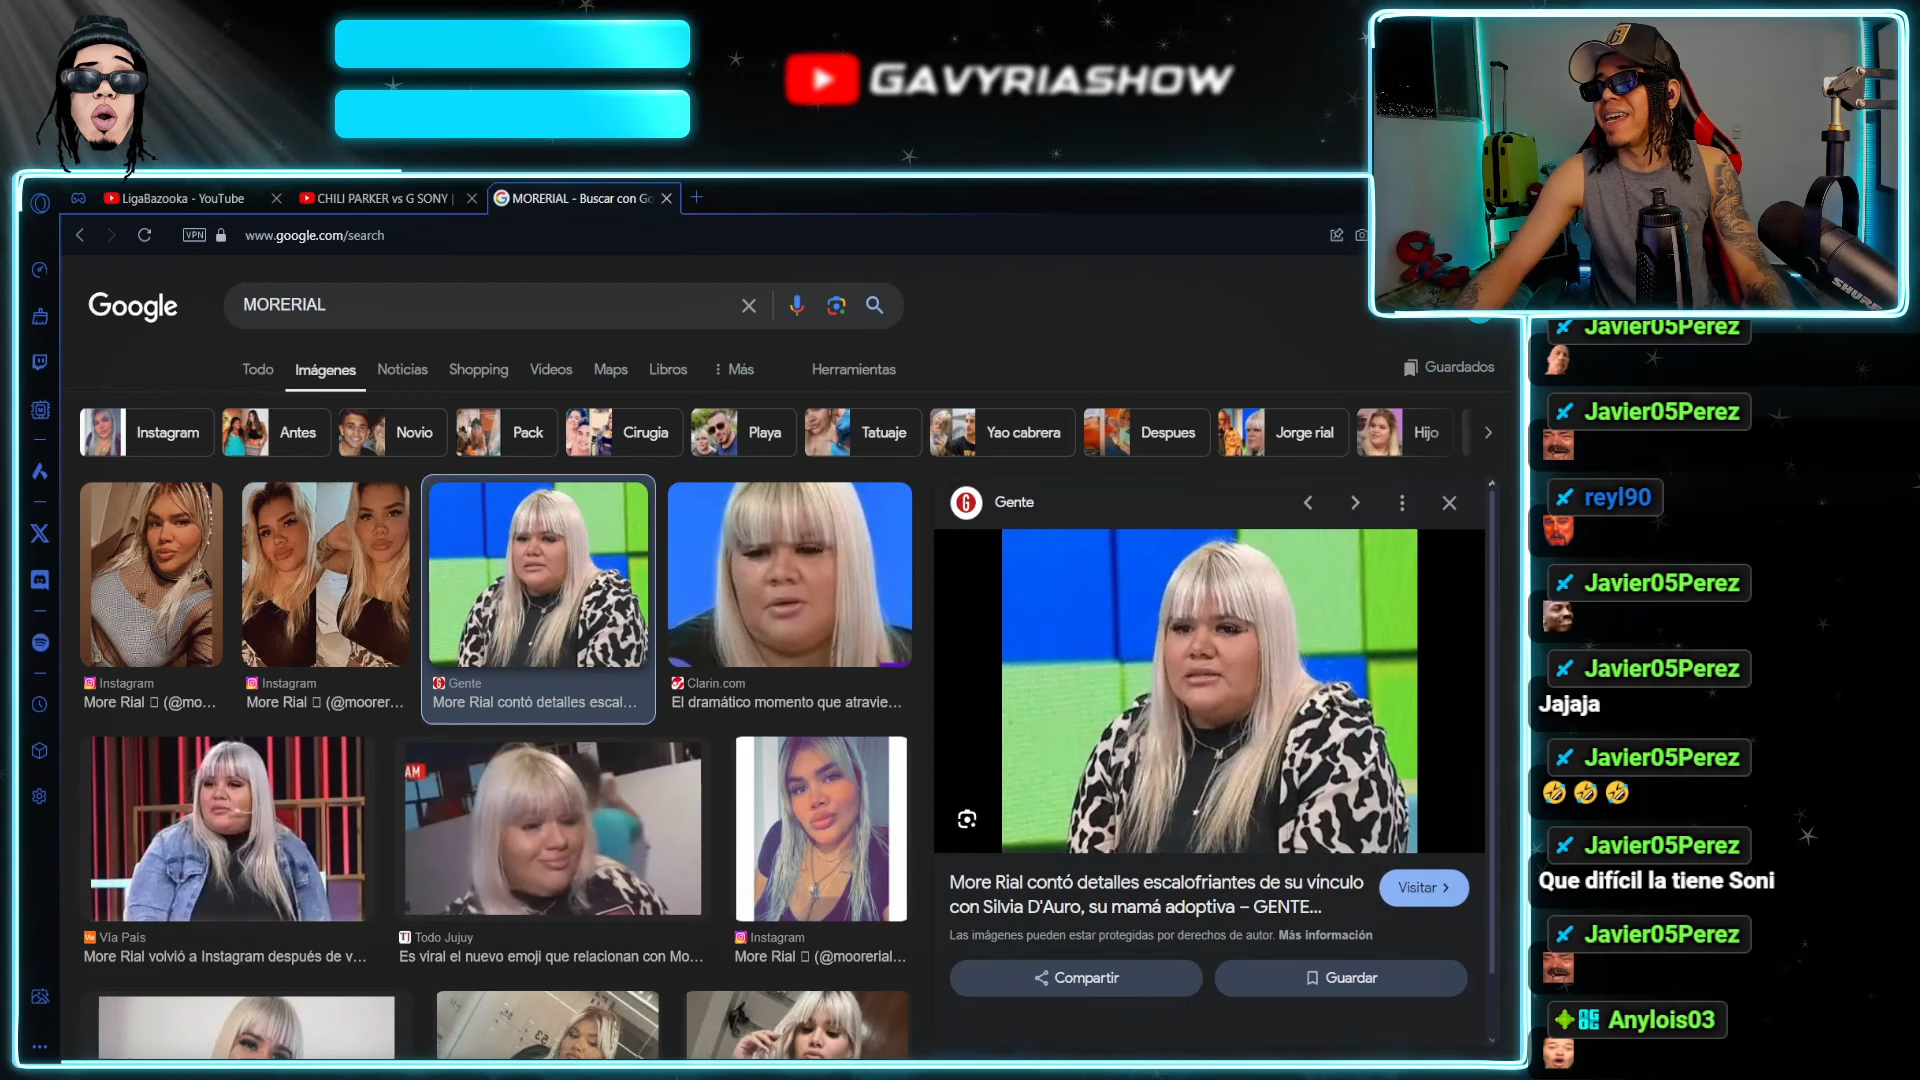 GAVYRIASHOW
LigaBazooka - YouTube
CHILI PARKER vs G SONY |
MORERIAL - Buscar con Go
VPN
www.google.com/search
Google
MORERIAL
Todo
Imágenes
Noticias
Shopping
Videos
Maps
Libros
Más
Herramientas
Guardados
Instagram
Antes
Novio
Pack
Cirugia
Playa
Tatuaje
Yao cabrera
Despues
Jorge rial
Hijo
Instagram
More Rial (@mo...
Instagram
More Rial (@moorer...
Gente
More Rial contó detalles escal...
Clarin.com
El dramático momento que atravie...
Vía País
More Rial volvió a Instagram después de v...
AM
Todo Jujuy
Es viral el nuevo emoji que relacionan con Mo...
Instagram
More Rial (@moorerial...
Gente
More Rial contó detalles escalofriantes de su vínculo
con Silvia D'Auro, su mamá adoptiva – GENTE...
Visitar
Las imágenes pueden estar protegidas por derechos de autor. Más información
Compartir
Guardar
SHURE
Javier05Perez
Javier05Perez
reyl90
Javier05Perez
Javier05Perez
Jajaja
Javier05Perez
🤣 🤣 🤣
Javier05Perez
Que difícil la tiene Soni
Javier05Perez
Anylois03